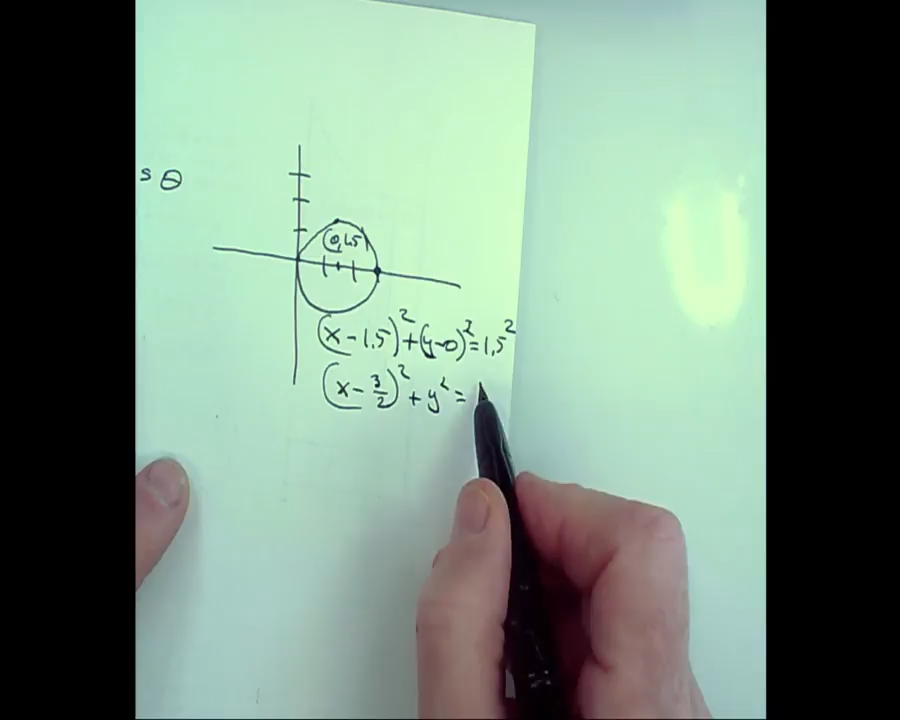 s θ
(0,1.5)
(x - 1.5)² + (y-0)² = 1.5²
(x - 3/2)² + y² =